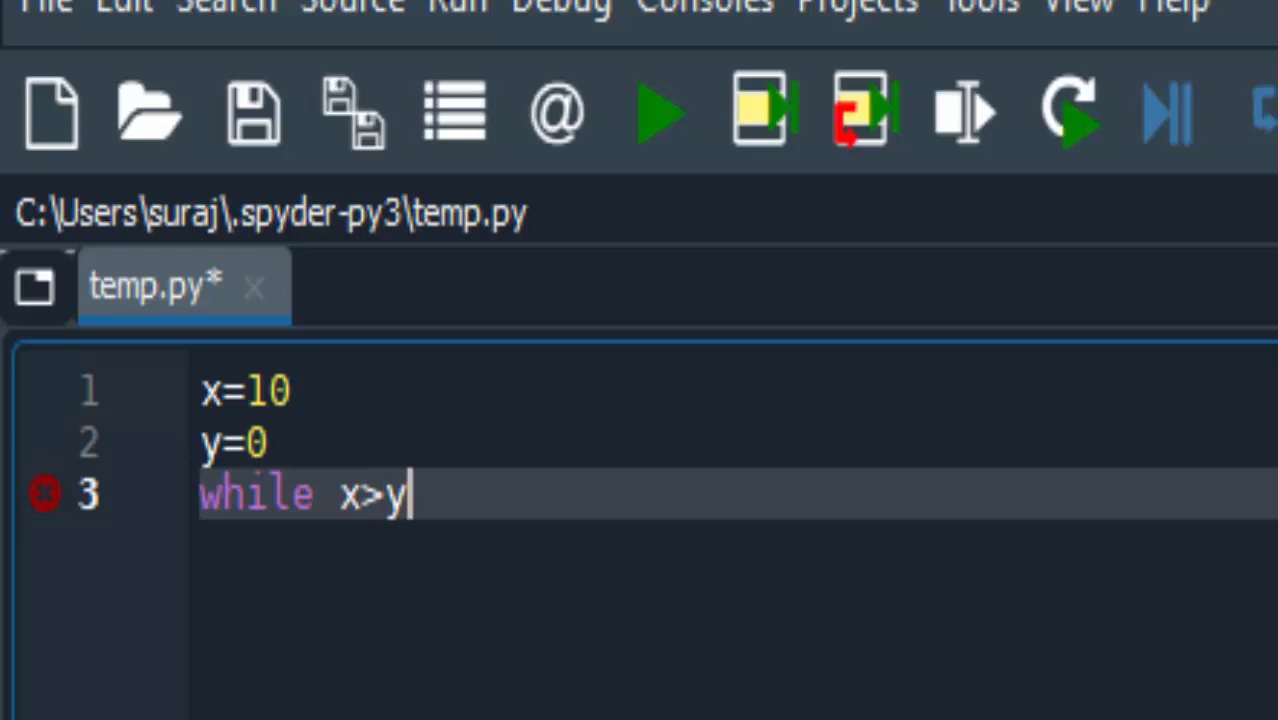 File Edit Search Source Run Debug Consoles Projects Tools View Help
@
C:\Users\suraj\.spyder-py3\temp.py
temp.py* x
1 x=10
2 y=0
3 while x>y